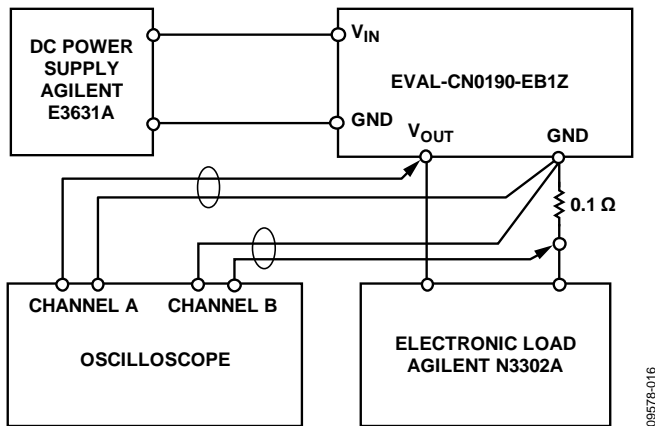 DC POWER
SUPPLY
AGILENT
E3631A
VIN
GND
EVAL-CN0190-EB1Z
VOUT
GND
0.1 Ω
CHANNEL A
CHANNEL B
OSCILLOSCOPE
ELECTRONIC LOAD
AGILENT N3302A
09578-016